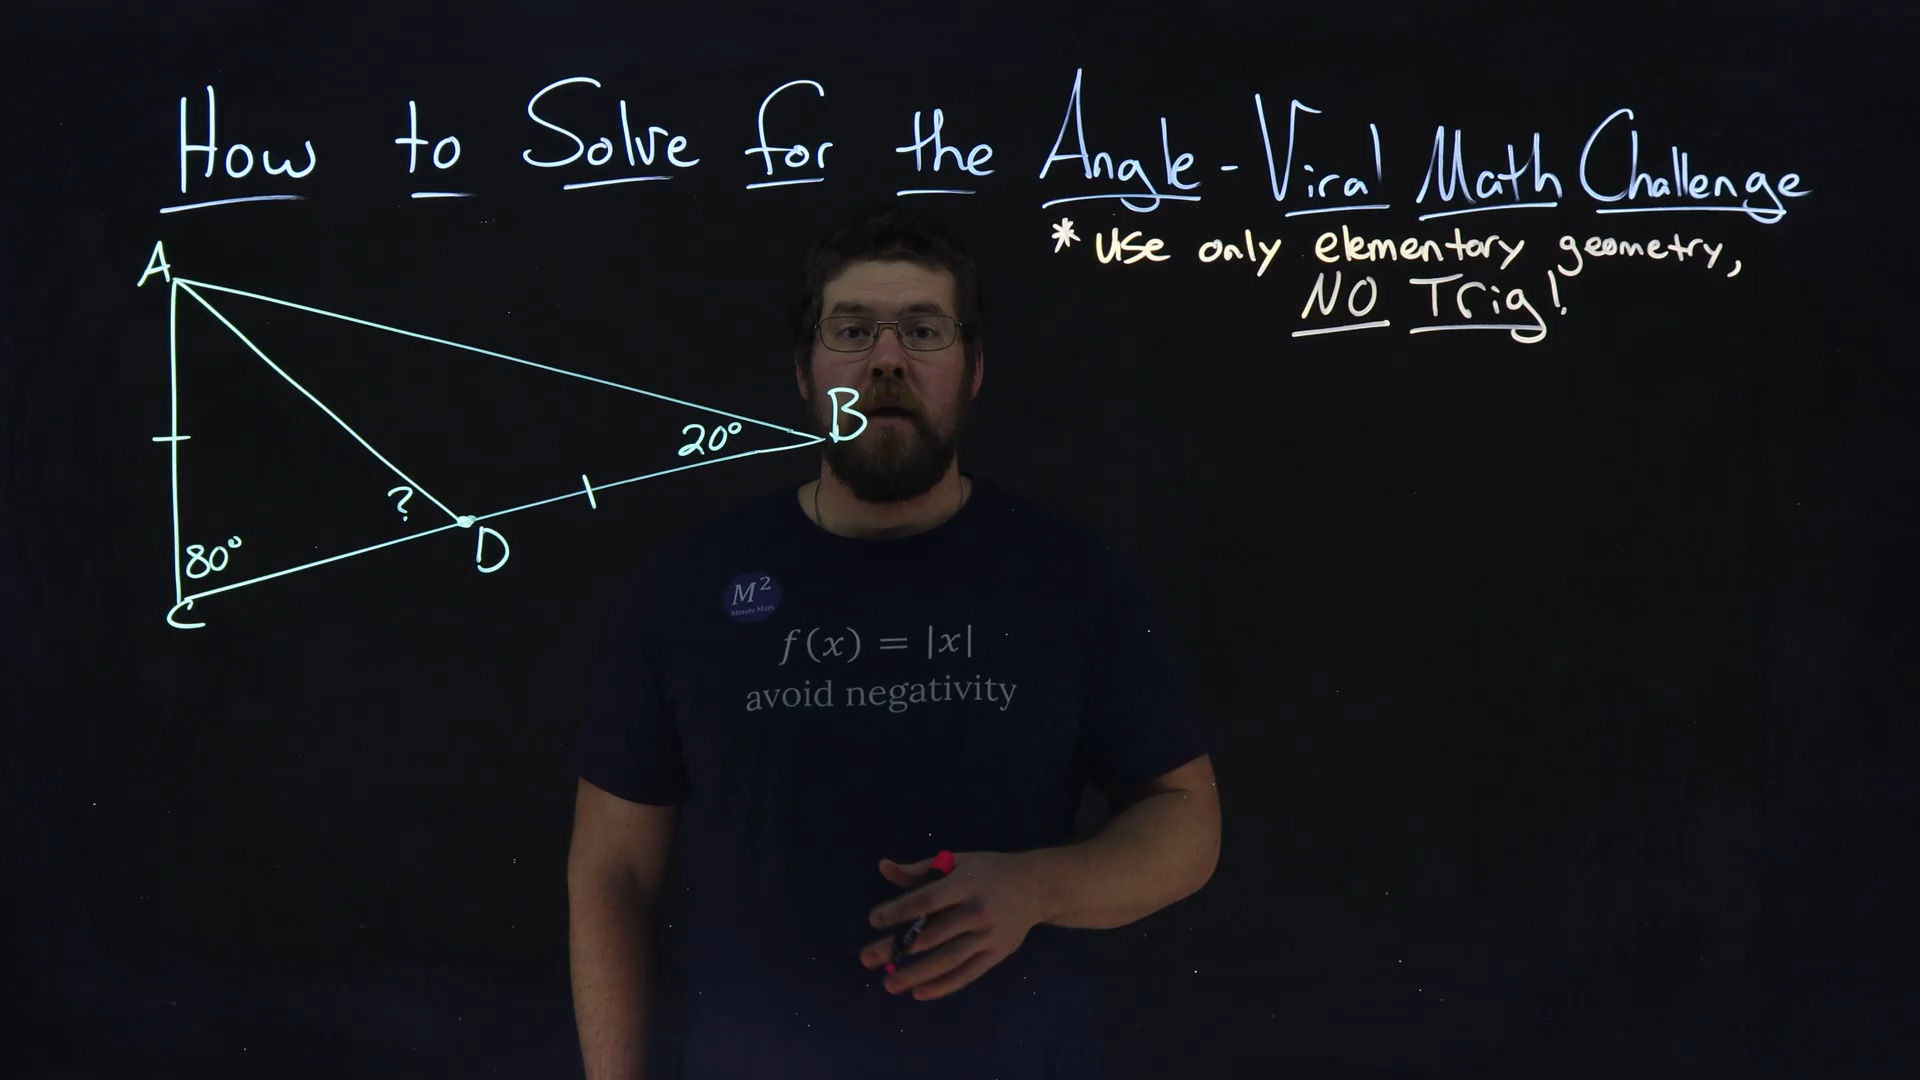 How to Solve for the Angle - Viral Math Challenge
* Use only elementary geometry,
NO Trig!
A
B
20°
?
D
80°
C
M²
Minute Math
f(x) = |x|
avoid negativity